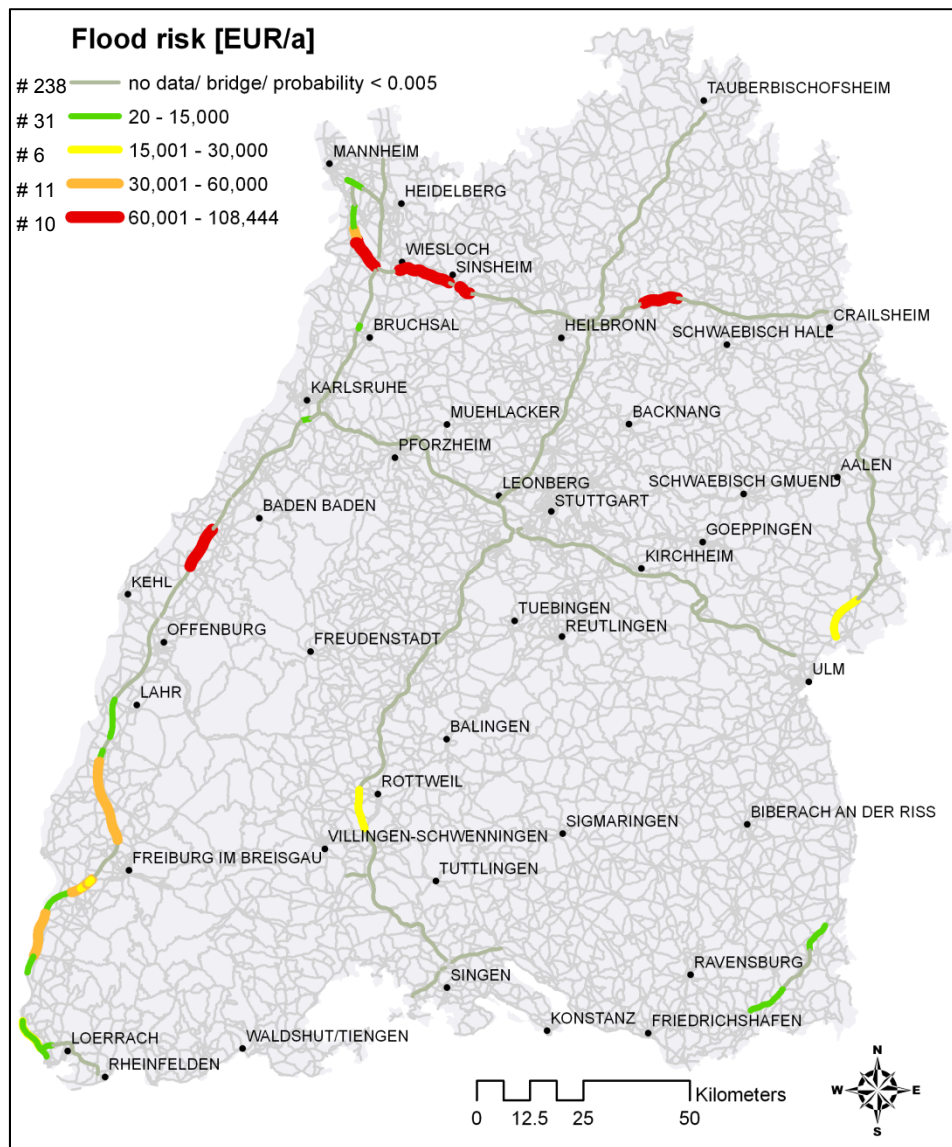 Flood risk [EUR/a]
# 238 no data/ bridge/ probability < 0.005
# 31 20 - 15,000
# 6 15,001 - 30,000
# 11 30,001 - 60,000
# 10 60,001 - 108,444
TAUBERBISCHOFSHEIM
MANNHEIM
HEIDELBERG
WIESLOCH
SINSHEIM
BRUCHSAL
HEILBRONN
CRAILSHEIM
SCHWAEBISCH HALL
KARLSRUHE
MUEHLACKER
BACKNANG
PFORZHEIM
AALEN
LEONBERG
SCHWAEBISCH GMUEND
STUTTGART
BADEN BADEN
GOEPPINGEN
KIRCHHEIM
KEHL
TUEBINGEN
OFFENBURG
REUTLINGEN
FREUDENSTADT
ULM
LAHR
BALINGEN
ROTTWEIL
BIBERACH AN DER RISS
SIGMARINGEN
VILLINGEN-SCHWENNINGEN
FREIBURG IM BREISGAU
TUTTLINGEN
RAVENSBURG
SINGEN
KONSTANZ
FRIEDRICHSHAFEN
LOERRACH
WALDSHUT/TIENGEN
RHEINFELDEN
Kilometers
0 12.5 25 50
N
W E
S